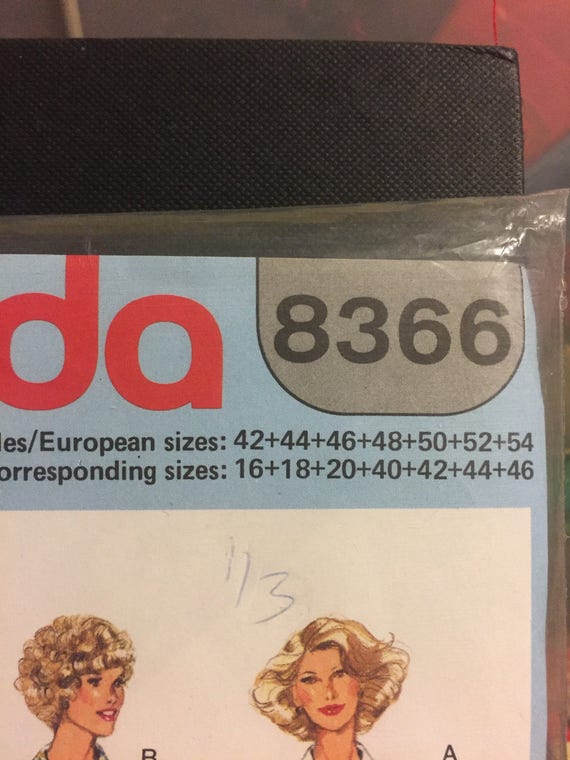 da 8366
les/European sizes: 42+44+46+48+50+52+54
orresponding sizes: 16+18+20+40+42+44+46
1/3
B A